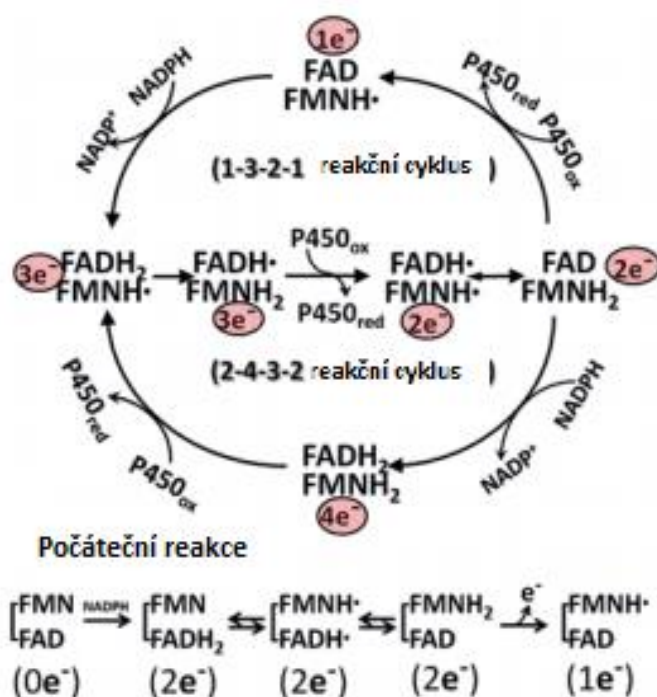 1e⁻
FAD
FMNH•
NADPH
NADP⁺
P450red
P450ox
(1-3-2-1 reakční cyklus )
3e⁻
FADH₂
FMNH•
FADH•
FMNH₂
3e⁻
P450ox
P450red
FADH•
FMNH•
2e⁻
FAD
FMNH₂
2e⁻
(2-4-3-2 reakční cyklus )
P450red
P450ox
NADPH
NADP⁺
FADH₂
FMNH₂
4e⁻
Počáteční reakce
FMN NADPH FMN FMNH• FMNH₂ e⁻ FMNH•
FAD FADH₂ FADH• FAD FAD
(0e⁻) (2e⁻) (2e⁻) (2e⁻) (1e⁻)